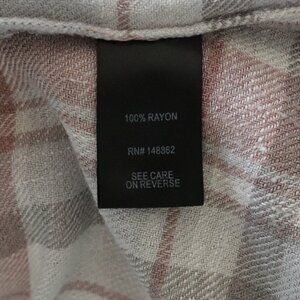 100% RAYON
RN# 148862
SEE CARE
ON REVERSE